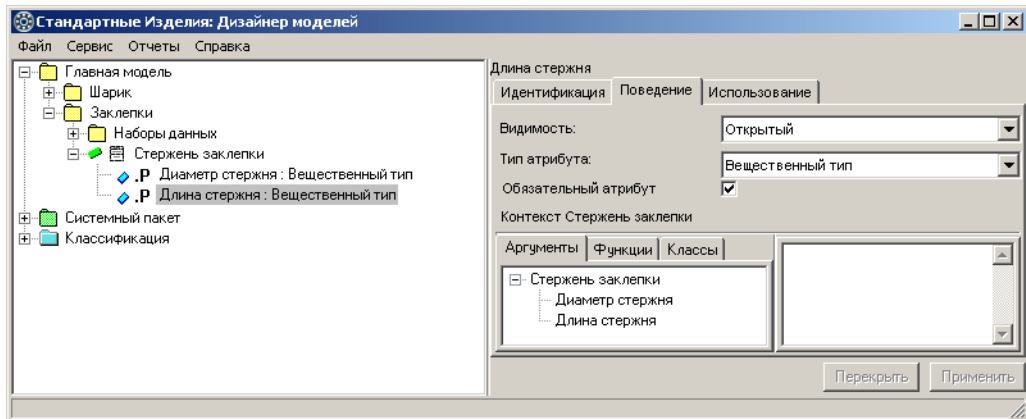 Стандартные Изделия: Дизайнер моделей
Файл Сервис Отчеты Справка
Главная модель
Шарик
Заклепки
Наборы данных
Стержень заклепки
.P Диаметр стержня : Вещественный тип
.P Длина стержня : Вещественный тип
Системный пакет
Классификация
Длина стержня
Идентификация Поведение Использование
Видимость: Открытый
Тип атрибута: Вещественный тип
Обязательный атрибут
Контекст Стержень заклепки
Аргументы Функции Классы
Стержень заклепки
Диаметр стержня
Длина стержня
Перекрыть Применить